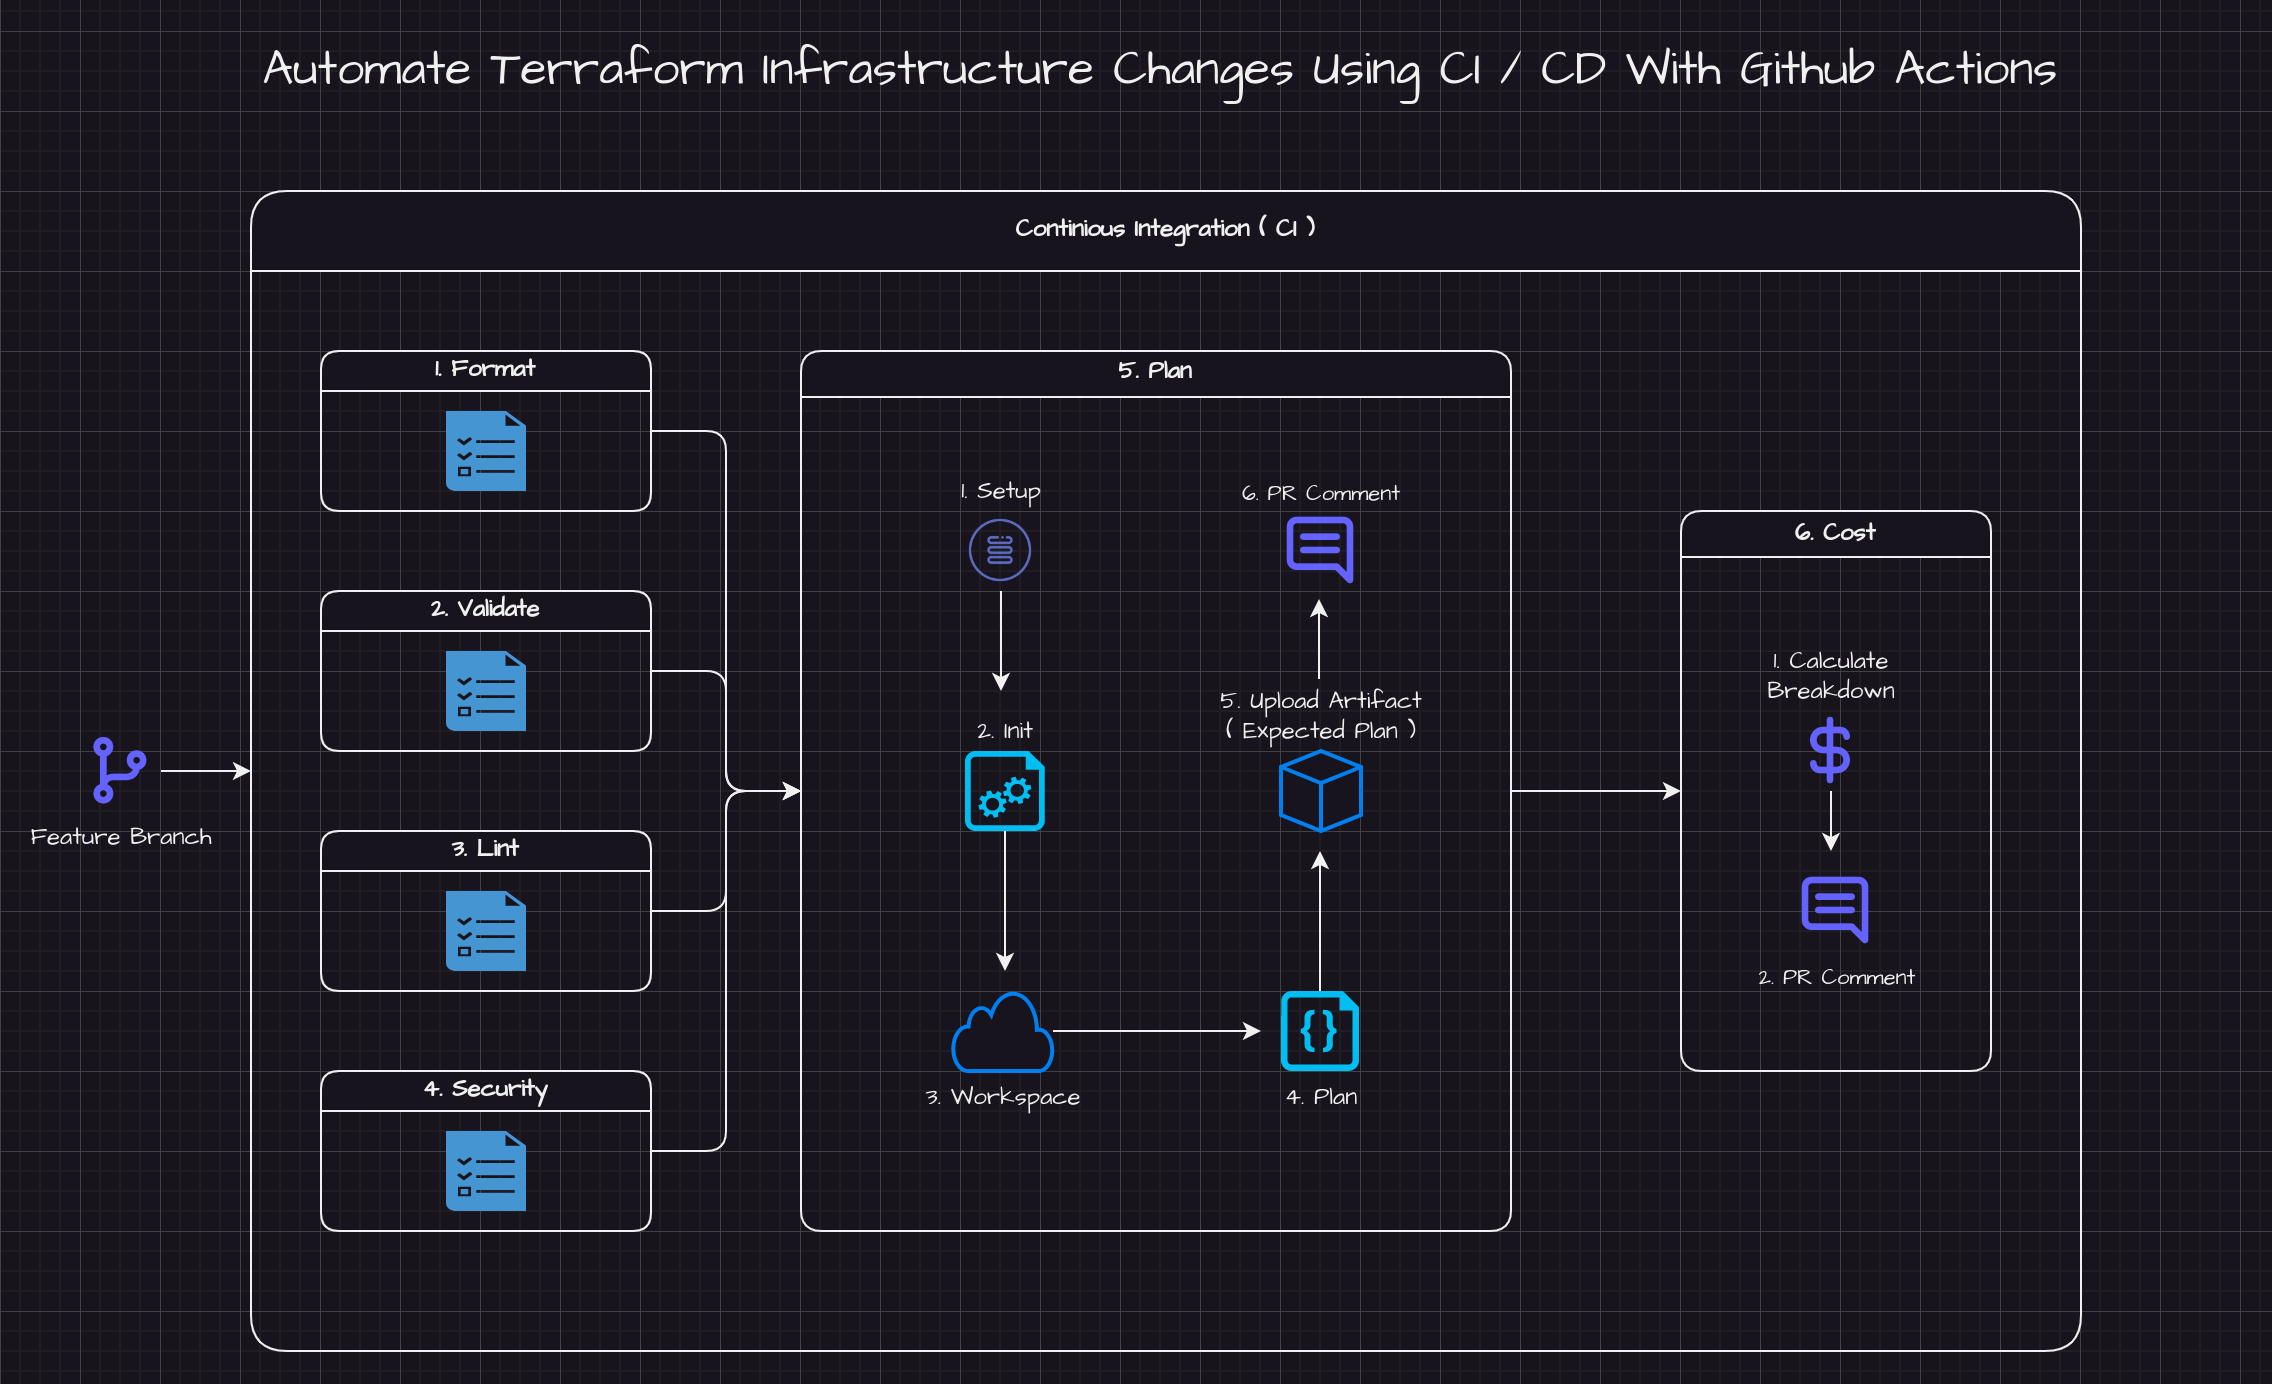 Automate Terraform Infrastructure Changes Using CI / CD With Github Actions
Continious Integration ( CI )
Feature Branch
1. Format
2. Validate
3. Lint
4. Security
5. Plan
1. Setup
2. Init
3. Workspace
4. Plan
5. Upload Artifact
( Expected Plan )
6. PR Comment
6. Cost
1. Calculate
Breakdown
2. PR Comment